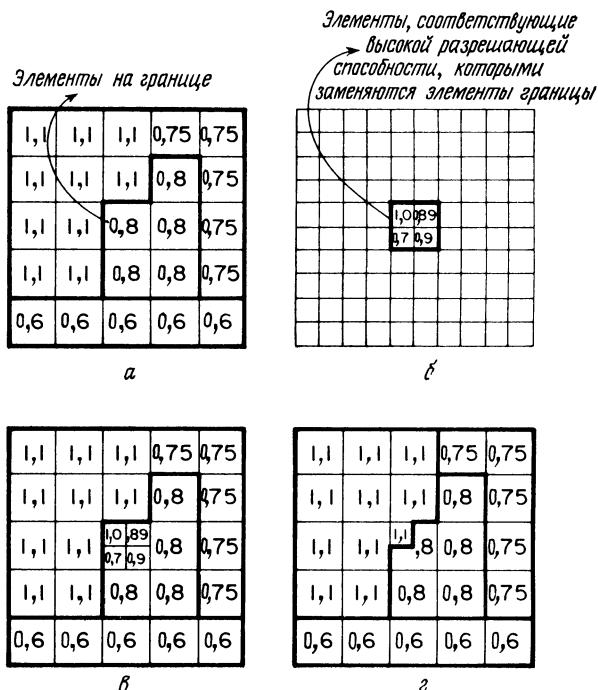 Элементы, соответствующие
высокой разрешающей
способности, которыми
заменяются элементы границы
Элементы на границе
1,1 1,1 1,1 0,75 0,75
1,1 1,1 1,1 0,8 0,75
1,1 1,1 0,8 0,8 0,75
1,1 1,1 0,8 0,8 0,75
0,6 0,6 0,6 0,6 0,6
а
1,0 0,89
0,7 0,9
б
1,1 1,1 1,1 0,75 0,75
1,1 1,1 1,1 0,8 0,75
1,1 1,1 1,0 ,89 0,8 0,75
0,7 0,9
1,1 1,1 0,8 0,8 0,75
0,6 0,6 0,6 0,6 0,6
в
1,1 1,1 1,1 0,75 0,75
1,1 1,1 1,1 0,8 0,75
1,1 1,1 1,1 ,8 0,8 0,75
1,1 1,1 0,8 0,8 0,75
0,6 0,6 0,6 0,6 0,6
г